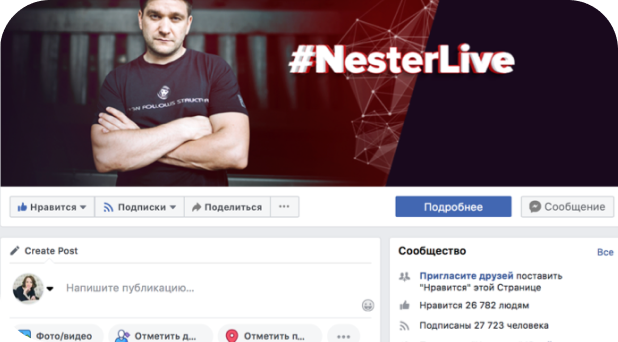 #NesterLive
Нравится
Подписки
Поделиться
...
Подробнее
Сообщение
Create Post
Сообщество
Все
Напишите публикацию...
Пригласите друзей поставить
"Нравится" этой Странице
Нравится 26 782 людям
Подписаны 27 723 человека
Фото/видео
Отметить д...
Отметить п...
...